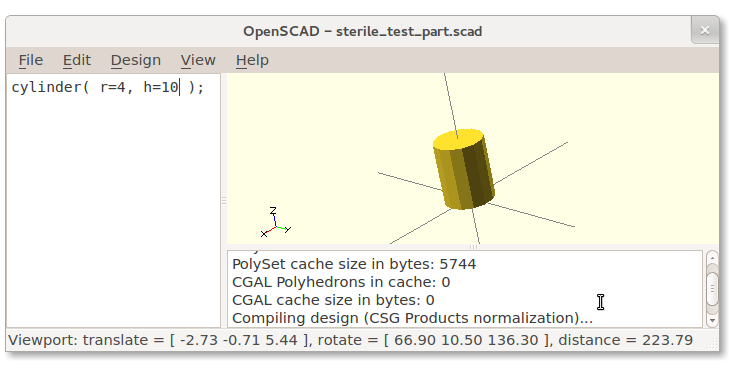 OpenSCAD – sterile_test_part.scad
File Edit Design View Help
cylinder( r=4, h=10 );
Z
PolySet cache size in bytes: 5744
CGAL Polyhedrons in cache: 0
CGAL cache size in bytes: 0
Compiling design (CSG Products normalization)...
Viewport: translate = [ -2.73 -0.71 5.44 ], rotate = [ 66.90 10.50 136.30 ], distance = 223.79